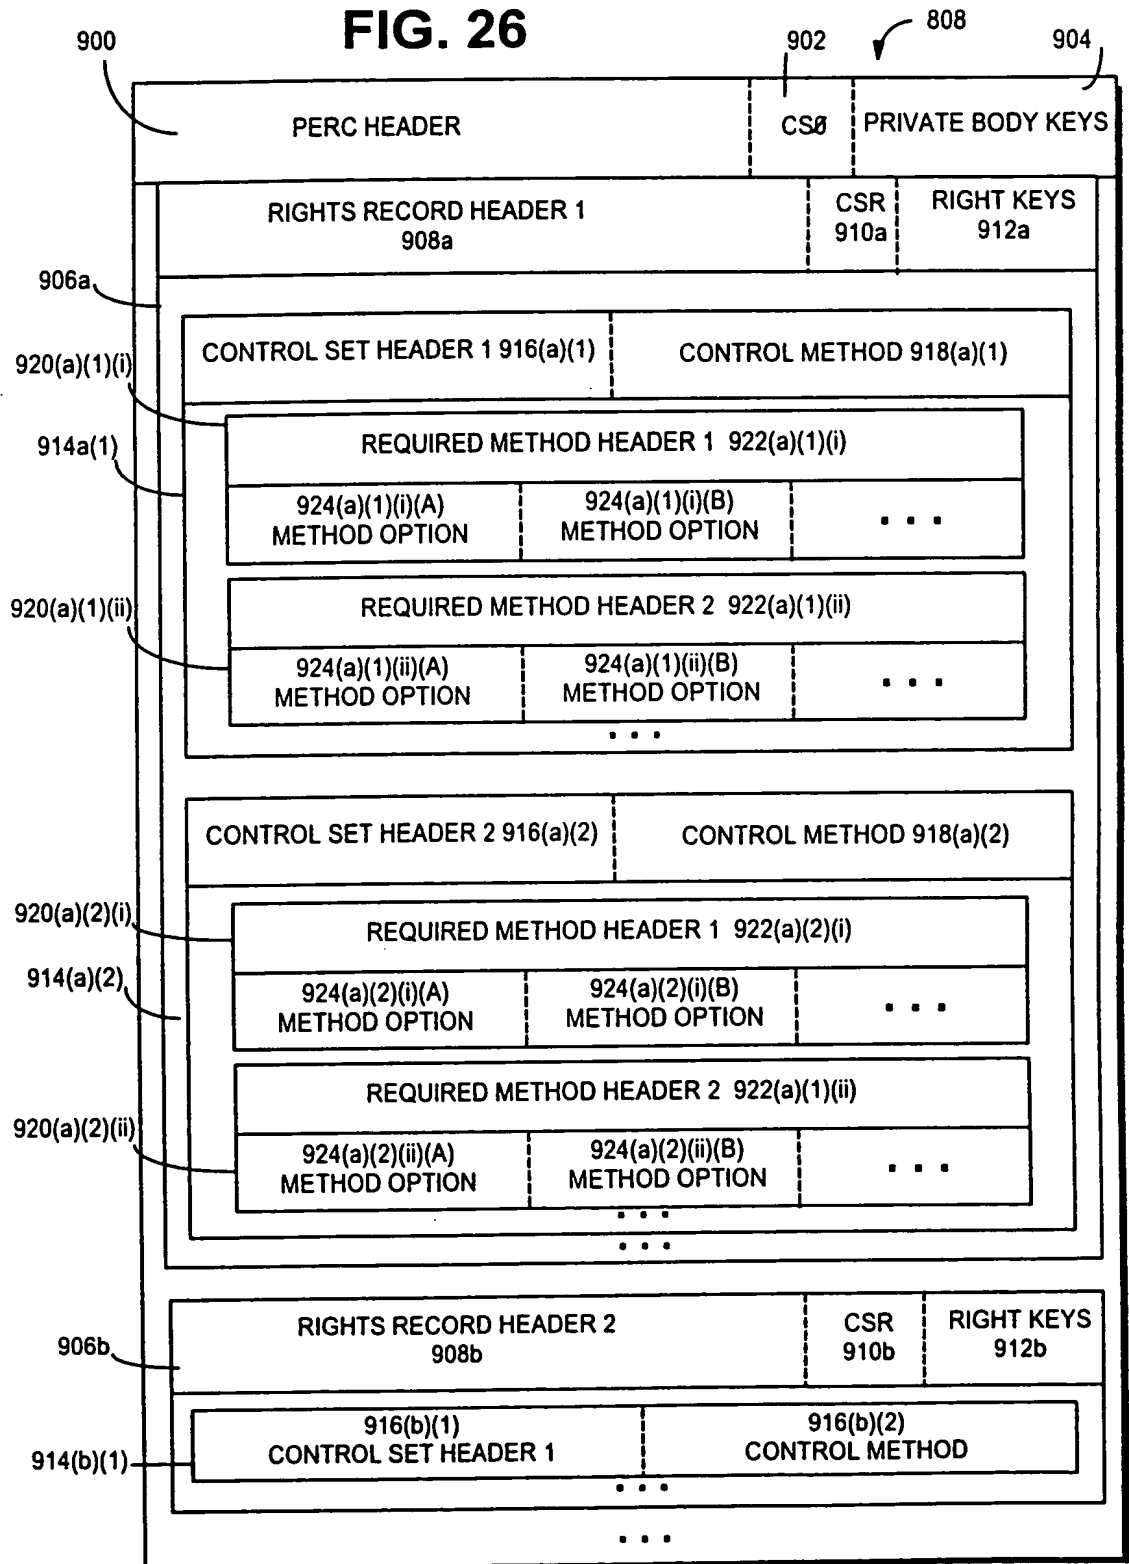 FIG. 26
900
902
808
904
PERC HEADER
CS0
PRIVATE BODY KEYS
RIGHTS RECORD HEADER 1
908a
CSR
910a
RIGHT KEYS
912a
906a
CONTROL SET HEADER 1 916(a)(1)
CONTROL METHOD 918(a)(1)
920(a)(1)(i)
REQUIRED METHOD HEADER 1 922(a)(1)(i)
914a(1)
924(a)(1)(i)(A)
METHOD OPTION
924(a)(1)(i)(B)
METHOD OPTION
. . .
920(a)(1)(ii)
REQUIRED METHOD HEADER 2 922(a)(1)(ii)
924(a)(1)(ii)(A)
METHOD OPTION
924(a)(1)(ii)(B)
METHOD OPTION
. . .
. . .
CONTROL SET HEADER 2 916(a)(2)
CONTROL METHOD 918(a)(2)
920(a)(2)(i)
REQUIRED METHOD HEADER 1 922(a)(2)(i)
914(a)(2)
924(a)(2)(i)(A)
METHOD OPTION
924(a)(2)(i)(B)
METHOD OPTION
. . .
REQUIRED METHOD HEADER 2 922(a)(1)(ii)
920(a)(2)(ii)
924(a)(2)(ii)(A)
METHOD OPTION
924(a)(2)(ii)(B)
METHOD OPTION
. . .
. . .
. . .
RIGHTS RECORD HEADER 2
908b
CSR
910b
RIGHT KEYS
912b
906b
916(b)(1)
CONTROL SET HEADER 1
916(b)(2)
CONTROL METHOD
914(b)(1)
. . .
. . .